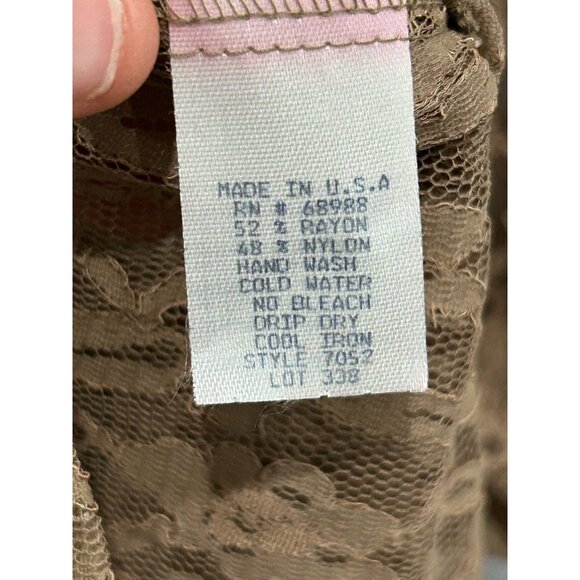 MADE IN U.S.A
RN # 68988
52 % RAYON
48 % NYLON
HAND WASH
COLD WATER
NO BLEACH
DRIP DRY
COOL IRON
STYLE 7052
LOT 338